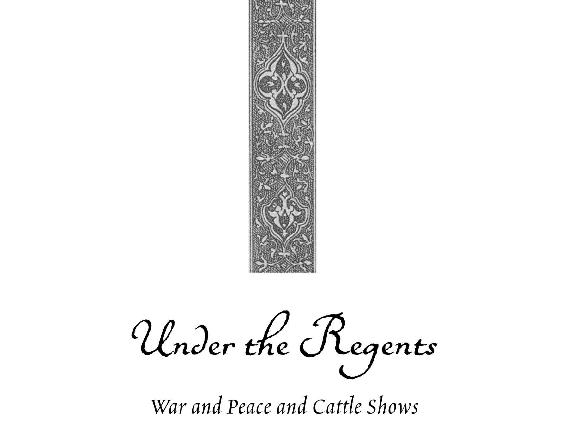 Under the Regents
War and Peace and Cattle Shows